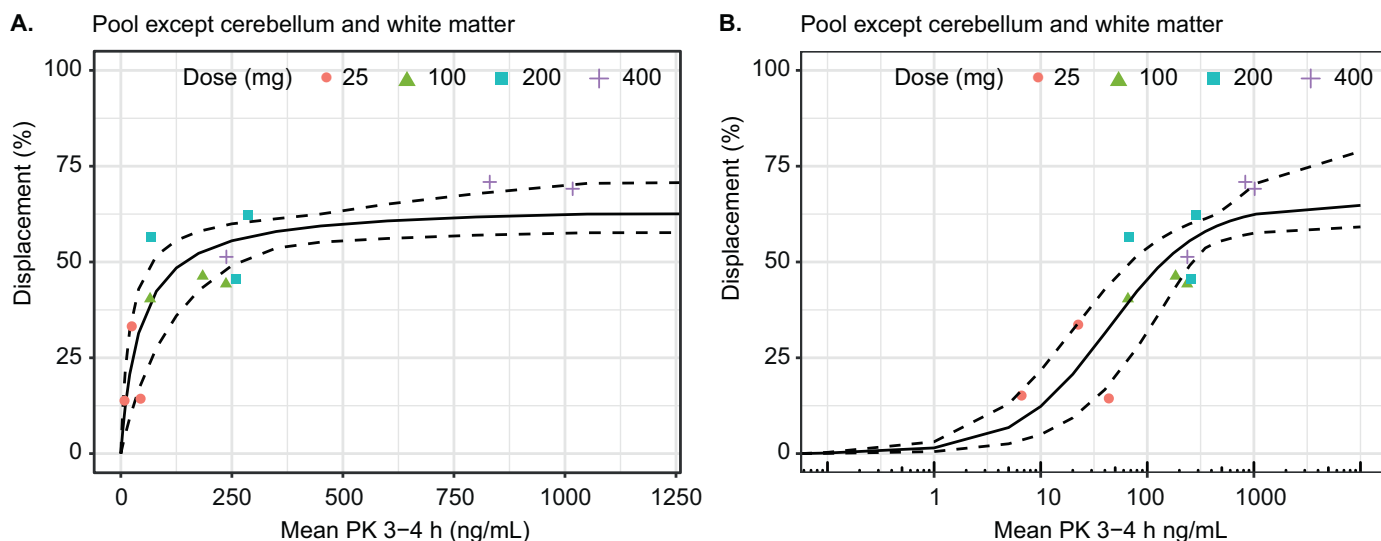 A. Pool except cerebellum and white matter
Dose (mg) 25 100 200 400
100
75
50
25
0
Displacement (%)
0 250 500 750 1000 1250
Mean PK 3−4 h (ng/mL)
B. Pool except cerebellum and white matter
Dose (mg) 25 100 200 400
100
75
50
25
0
Displacement (%)
1 10 100 1000
Mean PK 3−4 h ng/mL